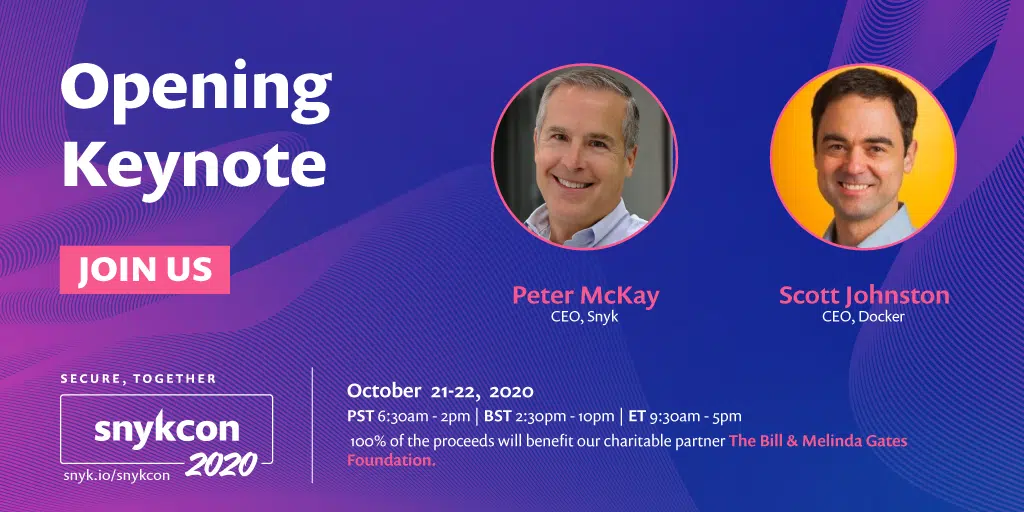 Opening
Keynote
JOIN US
Peter McKay
CEO, Snyk
Scott Johnston
CEO, Docker
SECURE, TOGETHER
snykcon
2020
snyk.io/snykcon
October 21-22, 2020
PST 6:30am - 2pm | BST 2:30pm - 10pm | ET 9:30am - 5pm
100% of the proceeds will benefit our charitable partner The Bill & Melinda Gates
Foundation.